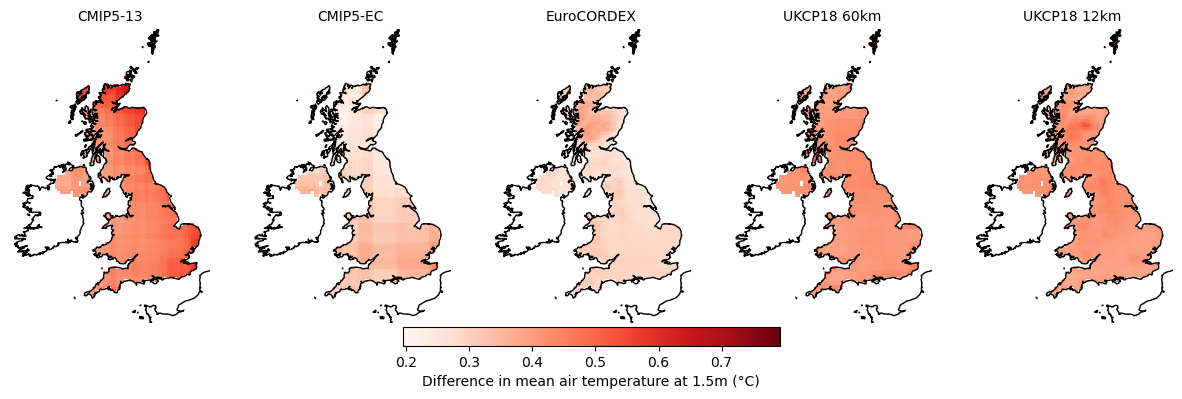 CMIP5-13
CMIP5-EC
EuroCORDEX
UKCP18 60km
UKCP18 12km
0.2
0.3
0.4
0.5
0.6
0.7
Difference in mean air temperature at 1.5m (°C)